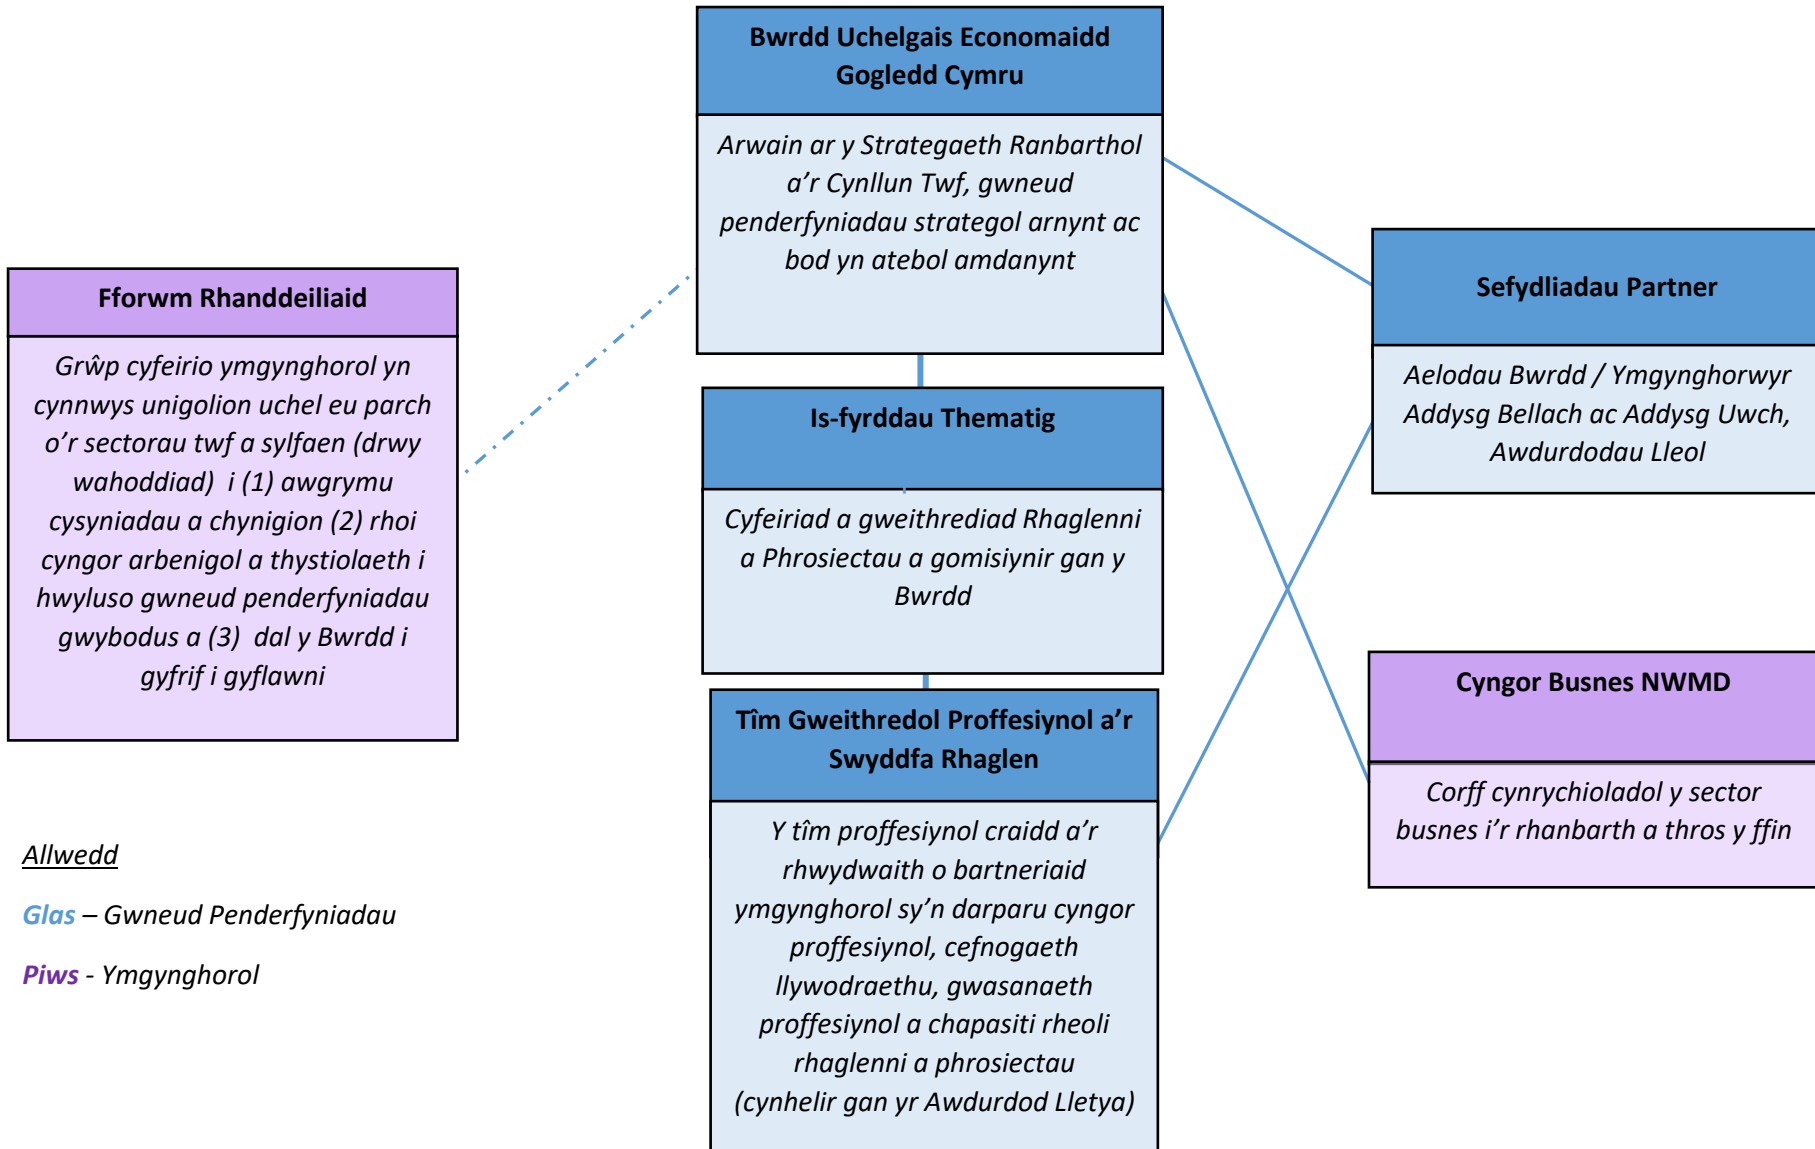 Bwrdd Uchelgais Economaidd
Gogledd Cymru
Arwain ar y Strategaeth Ranbarthol
a’r Cynllun Twf, gwneud
penderfyniadau strategol arnynt ac
bod yn atebol amdanynt
Fforwm Rhanddeiliaid
Grŵp cyfeirio ymgynghorol yn
cynnwys unigolion uchel eu parch
o’r sectorau twf a sylfaen (drwy
wahoddiad) i (1) awgrymu
cysyniadau a chynigion (2) rhoi
cyngor arbenigol a thystiolaeth i
hwyluso gwneud penderfyniadau
gwybodus a (3) dal y Bwrdd i
gyfrif i gyflawni
Is-fyrddau Thematig
Cyfeiriad a gweithrediad Rhaglenni
a Phrosiectau a gomisiynir gan y
Bwrdd
Tîm Gweithredol Proffesiynol a’r
Swyddfa Rhaglen
Y tîm proffesiynol craidd a’r
rhwydwaith o bartneriaid
ymgynghorol sy’n darparu cyngor
proffesiynol, cefnogaeth
llywodraethu, gwasanaeth
proffesiynol a chapasiti rheoli
rhaglenni a phrosiectau
(cynhelir gan yr Awdurdod Lletya)
Sefydliadau Partner
Aelodau Bwrdd / Ymgynghorwyr
Addysg Bellach ac Addysg Uwch,
Awdurdodau Lleol
Cyngor Busnes NWMD
Corff cynrychioladol y sector
busnes i’r rhanbarth a thros y ffin
Allwedd
Glas – Gwneud Penderfyniadau
Piws - Ymgynghorol